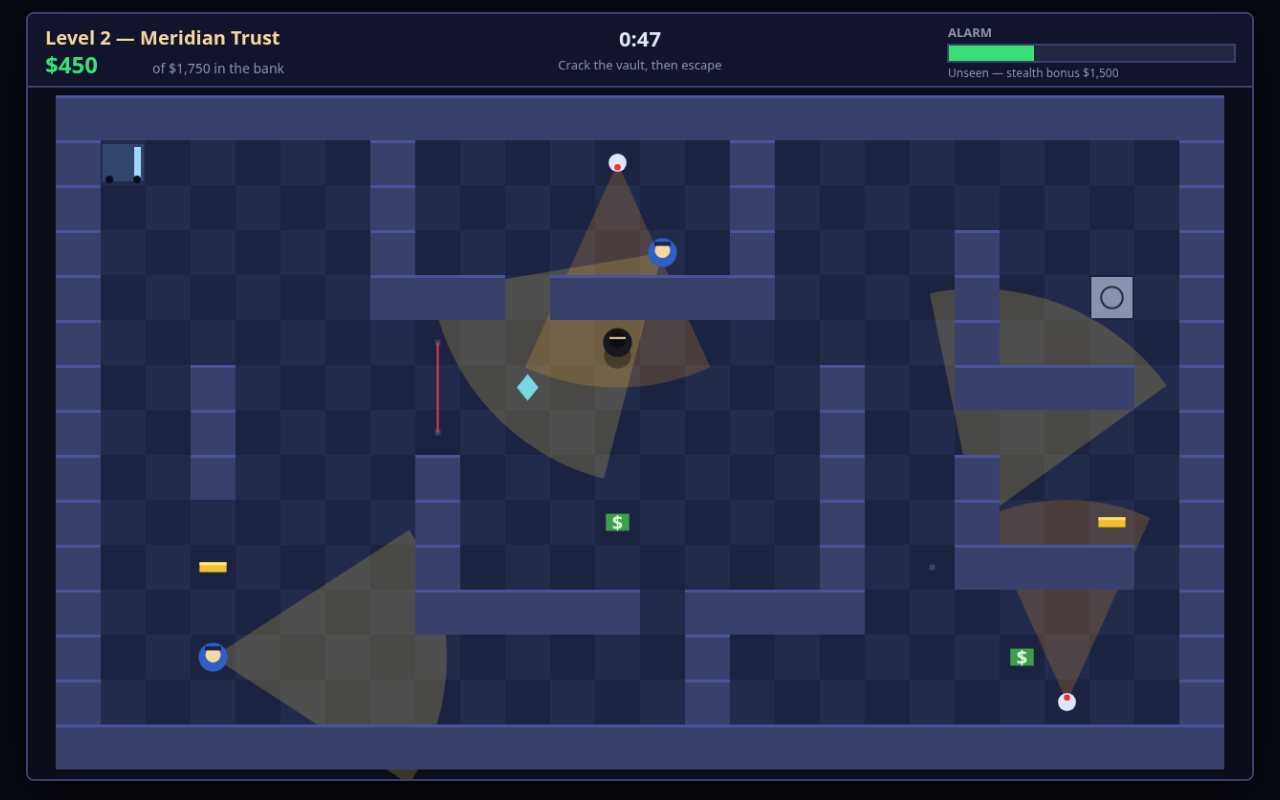 Level 2 — Meridian Trust
$450
of $1,750 in the bank
0:47
Crack the vault, then escape
ALARM
Unseen — stealth bonus $1,500
$
$